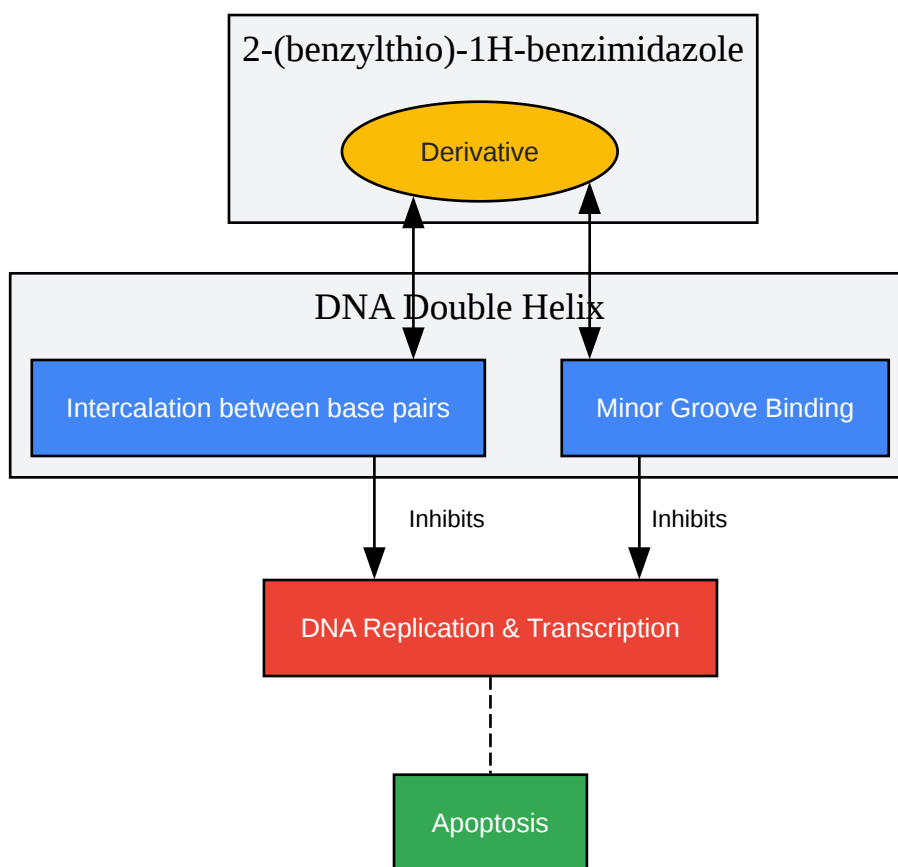 2-(benzylthio)-1H-benzimidazole
Derivative
DNA Double Helix
Intercalation between base pairs
Minor Groove Binding
Inhibits
Inhibits
DNA Replication & Transcription
Apoptosis